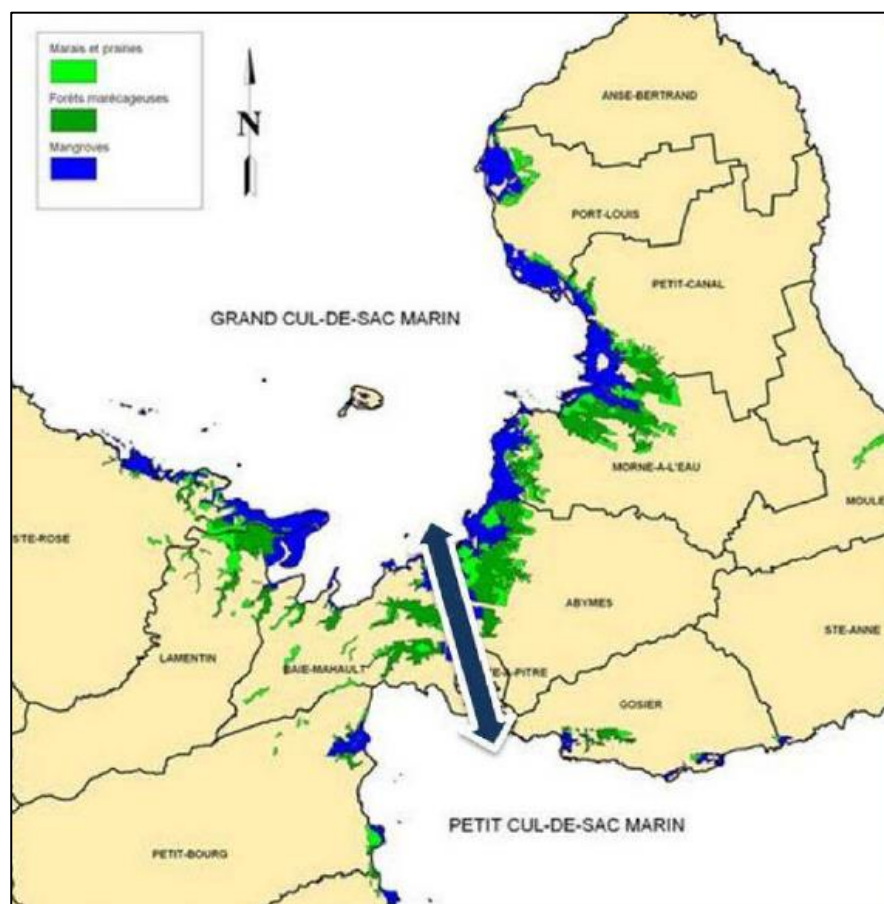 Marais et prairies
Forêts marécageuses
Mangroves
N
ANSE-BERTRAND
PORT-LOUIS
PETIT-CANAL
GRAND CUL-DE-SAC MARIN
MORNE-A-L'EAU
MOULE
STE-ROSE
ABYMES
STE-ANNE
LAMENTIN
BAIE-MAHAULT
E-A-PITRE
GOSIER
PETIT CUL-DE-SAC MARIN
PETIT-BOURG